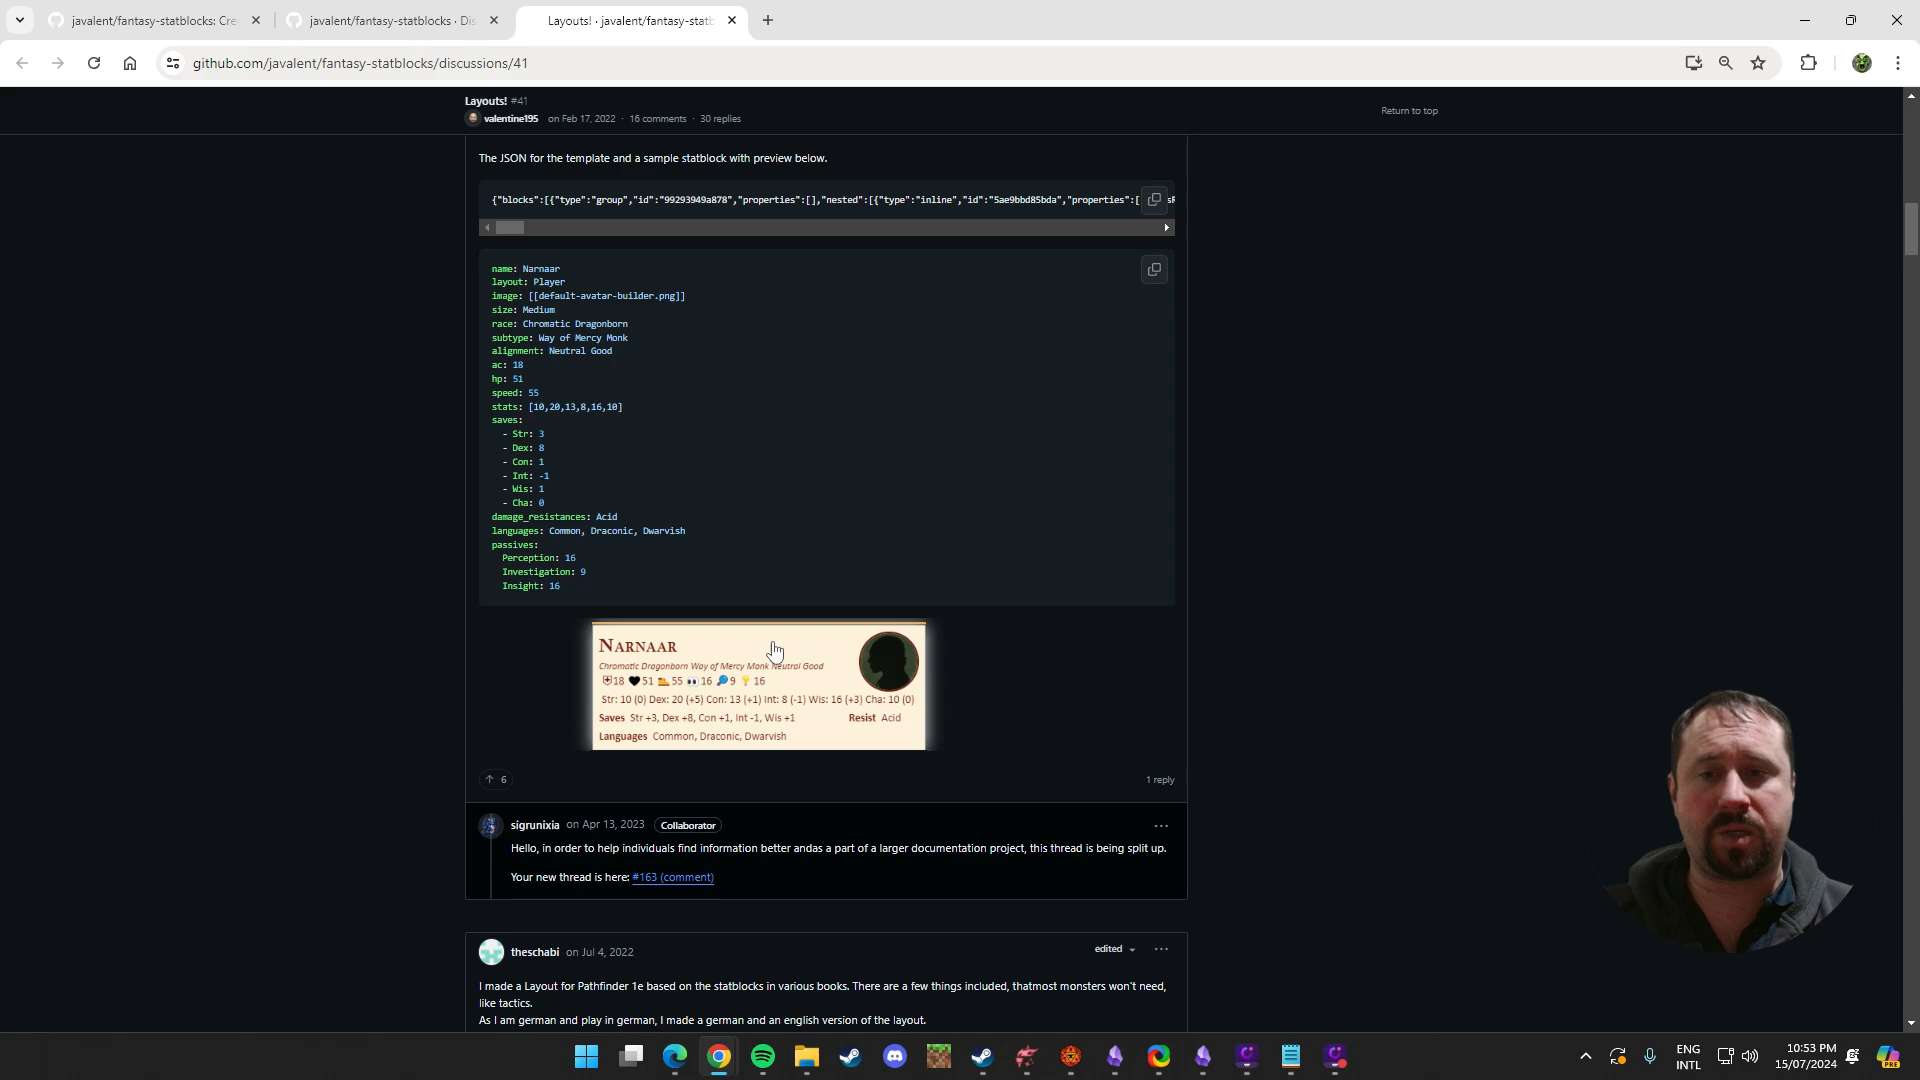 javalent/fantasy-statblocks: Cre
javalent/fantasy-statblocks · Dis
Layouts! · javalent/fantasy-statb
github.com/javalent/fantasy-statblocks/discussions/41
Layouts! #41
valentine195 on Feb 17, 2022 · 16 comments · 30 replies
Return to top
The JSON for the template and a sample statblock with preview below.
{"blocks":[{"type":"group","id":"99293949a878","properties":[],"nested":[{"type":"inline","id":"5ae9bbd85bda","properties":[
name: Narnaar
layout: Player
image: [[default-avatar-builder.png]]
size: Medium
race: Chromatic Dragonborn
subtype: Way of Mercy Monk
alignment: Neutral Good
ac: 18
hp: 51
speed: 55
stats: [10,20,13,8,16,10]
saves:
- Str: 3
- Dex: 8
- Con: 1
- Int: -1
- Wis: 1
- Cha: 0
damage_resistances: Acid
languages: Common, Draconic, Dwarvish
passives:
Perception: 16
Investigation: 9
Insight: 16
NARNAAR
Chromatic Dragonborn Way of Mercy Monk Neutral Good
18 51 55 16 9 16
Str: 10 (0) Dex: 20 (+5) Con: 13 (+1) Int: 8 (-1) Wis: 16 (+3) Cha: 10 (0)
Saves Str +3, Dex +8, Con +1, Int -1, Wis +1 Resist Acid
Languages Common, Draconic, Dwarvish
↑ 6
1 reply
sigrunixia on Apr 13, 2023 Collaborator
Hello, in order to help individuals find information better andas a part of a larger documentation project, this thread is being split up.
Your new thread is here: #163 (comment)
theschabi on Jul 4, 2022
edited
I made a Layout for Pathfinder 1e based on the statblocks in various books. There are a few things included, thatmost monsters won't need,
like tactics.
As I am german and play in german, I made a german and an english version of the layout.
ENG
INTL
10:53 PM
15/07/2024
PRE